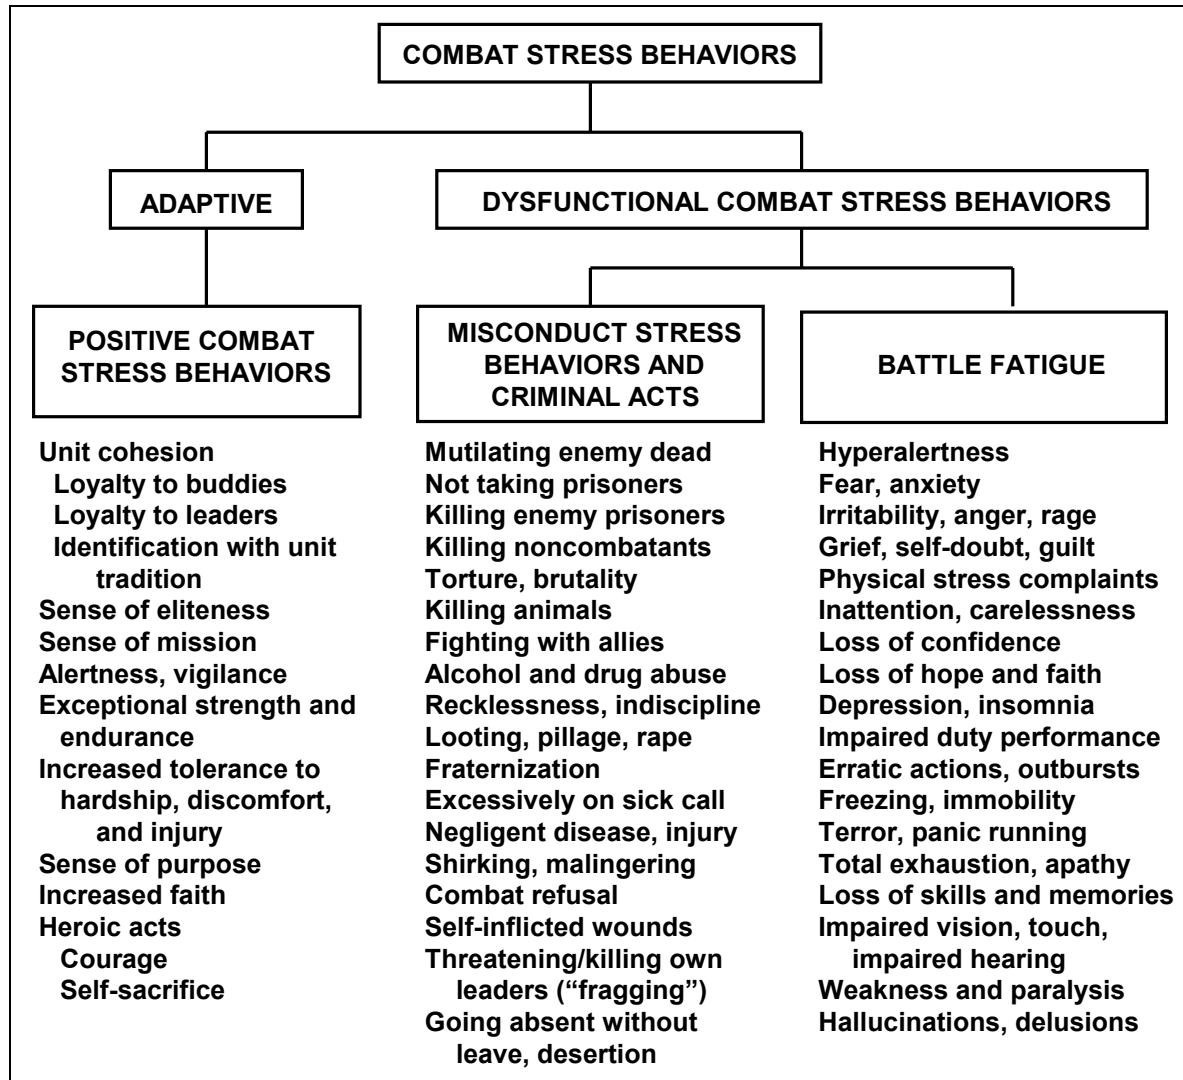 COMBAT STRESS BEHAVIORS
ADAPTIVE
DYSFUNCTIONAL COMBAT STRESS BEHAVIORS
POSITIVE COMBAT
STRESS BEHAVIORS
MISCONDUCT STRESS
BEHAVIORS AND
CRIMINAL ACTS
BATTLE FATIGUE
Unit cohesion
Loyalty to buddies
Loyalty to leaders
Identification with unit
tradition
Sense of eliteness
Sense of mission
Alertness, vigilance
Exceptional strength and
endurance
Increased tolerance to
hardship, discomfort,
and injury
Sense of purpose
Increased faith
Heroic acts
Courage
Self-sacrifice
Mutilating enemy dead
Not taking prisoners
Killing enemy prisoners
Killing noncombatants
Torture, brutality
Killing animals
Fighting with allies
Alcohol and drug abuse
Recklessness, indiscipline
Looting, pillage, rape
Fraternization
Excessively on sick call
Negligent disease, injury
Shirking, malingering
Combat refusal
Self-inflicted wounds
Threatening/killing own
leaders (“fragging”)
Going absent without
leave, desertion
Hyperalertness
Fear, anxiety
Irritability, anger, rage
Grief, self-doubt, guilt
Physical stress complaints
Inattention, carelessness
Loss of confidence
Loss of hope and faith
Depression, insomnia
Impaired duty performance
Erratic actions, outbursts
Freezing, immobility
Terror, panic running
Total exhaustion, apathy
Loss of skills and memories
Impaired vision, touch,
impaired hearing
Weakness and paralysis
Hallucinations, delusions